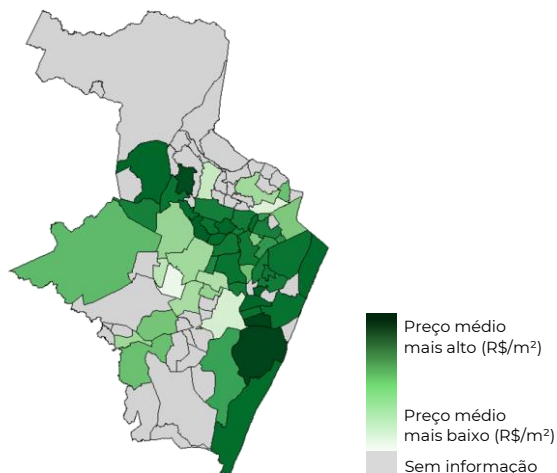 Preço médio
mais alto (R$/m²)
Preço médio
mais baixo (R$/m²)
Sem informação